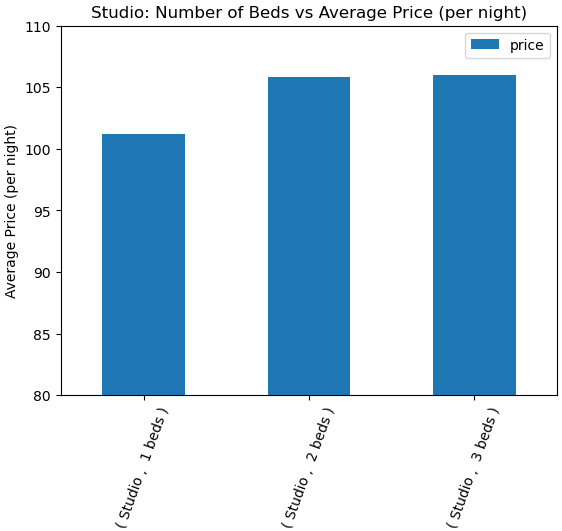 Studio: Number of Beds vs Average Price (per night)
price
Average Price (per night)
110
105
100
95
90
85
80
( Studio ,  1 beds )
( Studio ,  2 beds )
( Studio ,  3 beds )